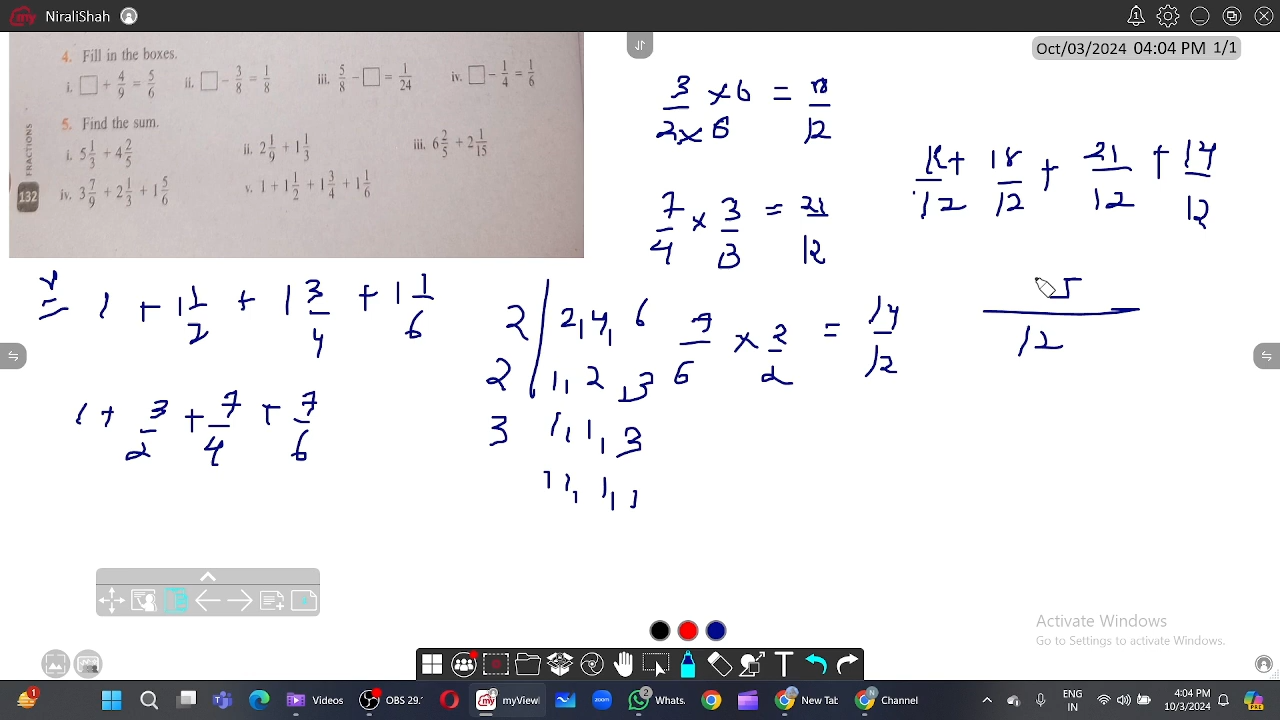 NiraliShah
Oct/03/2024 04:04 PM 1/1
4. Fill in the boxes.
i. □ + 4/9 = 5/6 ii. □ - 3/8 = 1/8 iii. 5/8 - □ = 1/24 iv. □ - 1/4 = 1/6
5. Find the sum.
i. 5 1/3 + 4 2/5 ii. 2 1/9 + 1 1/3 iii. 6 2/5 + 2 1/15
iv. 3 7/9 + 2 1/3 + 1 5/6 v. 1 + 1 1/2 + 1 3/4 + 1 1/6
FRACTIONS
132
3/2 × 6/6 = 18/12
7/4 × 3/3 = 21/12
12/12 + 18/12 + 21/12 + 14/12
v 1 + 1 1/2 + 1 3/4 + 1 1/6
2 | 2, 4, 6
2 | 1, 2, 3
3 1, 1, 3
1, 1, 1
7/6 × 2/2 = 14/12
5/12
1 + 3/2 + 7/4 + 7/6
Activate Windows
Go to Settings to activate Windows.
T
1
Videos
OBS 29.
myViewl
zoom
2
Whats.
New Tab
N
Channel
ENG
IN
4:04 PM
10/3/2024